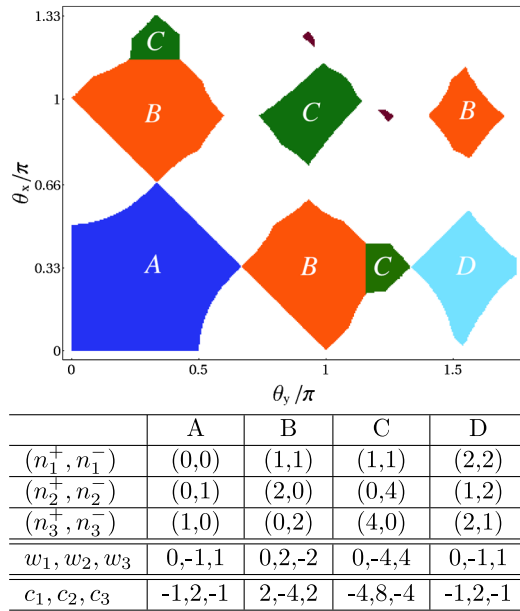 1.33
C
1
B
C
B
θx/π
0.66
0.33
A
B
C
D
0
0
0.5
1
1.5
θy/π
A B C D
(n₁⁺, n₁⁻) (0,0) (1,1) (1,1) (2,2)
(n₂⁺, n₂⁻) (0,1) (2,0) (0,4) (1,2)
(n₃⁺, n₃⁻) (1,0) (0,2) (4,0) (2,1)
w₁, w₂, w₃ 0,-1,1 0,2,-2 0,-4,4 0,-1,1
c₁, c₂, c₃ -1,2,-1 2,-4,2 -4,8,-4 -1,2,-1